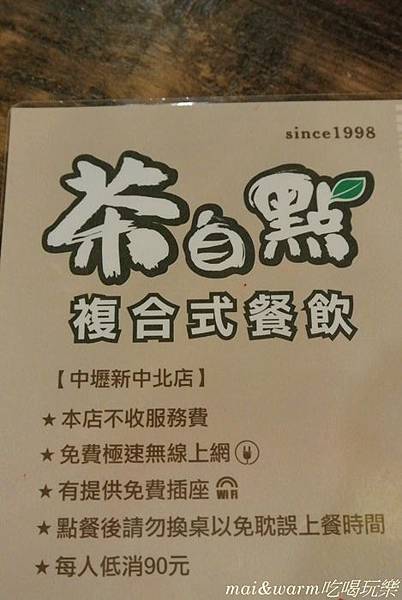 since1998
茶自點
複合式餐飲
【中壢新中北店】
★本店不收服務費
★免費極速無線上網
★有提供免費插座 WiFi
★點餐後請勿換桌以免耽誤上餐時間
★每人低消90元
mai&warm吃喝玩樂